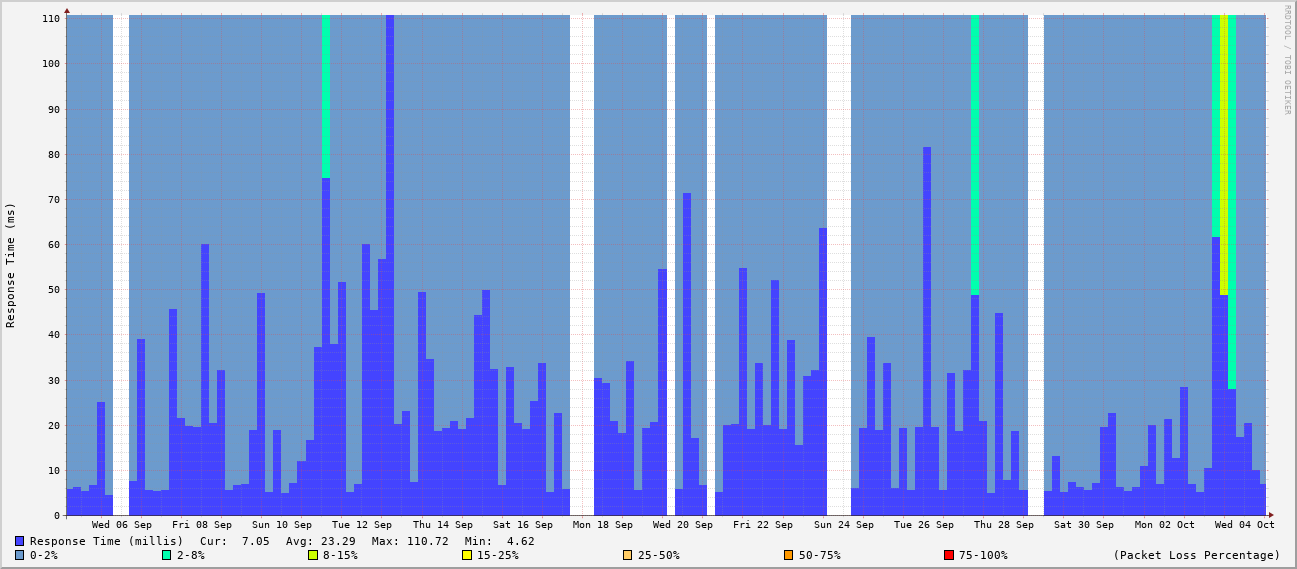 RRDTOOL / TOBI OETIKER
Response Time (ms)
110
100
90
80
70
60
50
40
30
20
10
0
Wed 06 Sep Fri 08 Sep Sun 10 Sep Tue 12 Sep Thu 14 Sep Sat 16 Sep Mon 18 Sep Wed 20 Sep Fri 22 Sep Sun 24 Sep Tue 26 Sep Thu 28 Sep Sat 30 Sep Mon 02 Oct Wed 04 Oct
Response Time (millis) Cur: 7.05 Avg: 23.29 Max: 110.72 Min: 4.62
0-2% 2-8% 8-15% 15-25% 25-50% 50-75% 75-100% (Packet Loss Percentage)